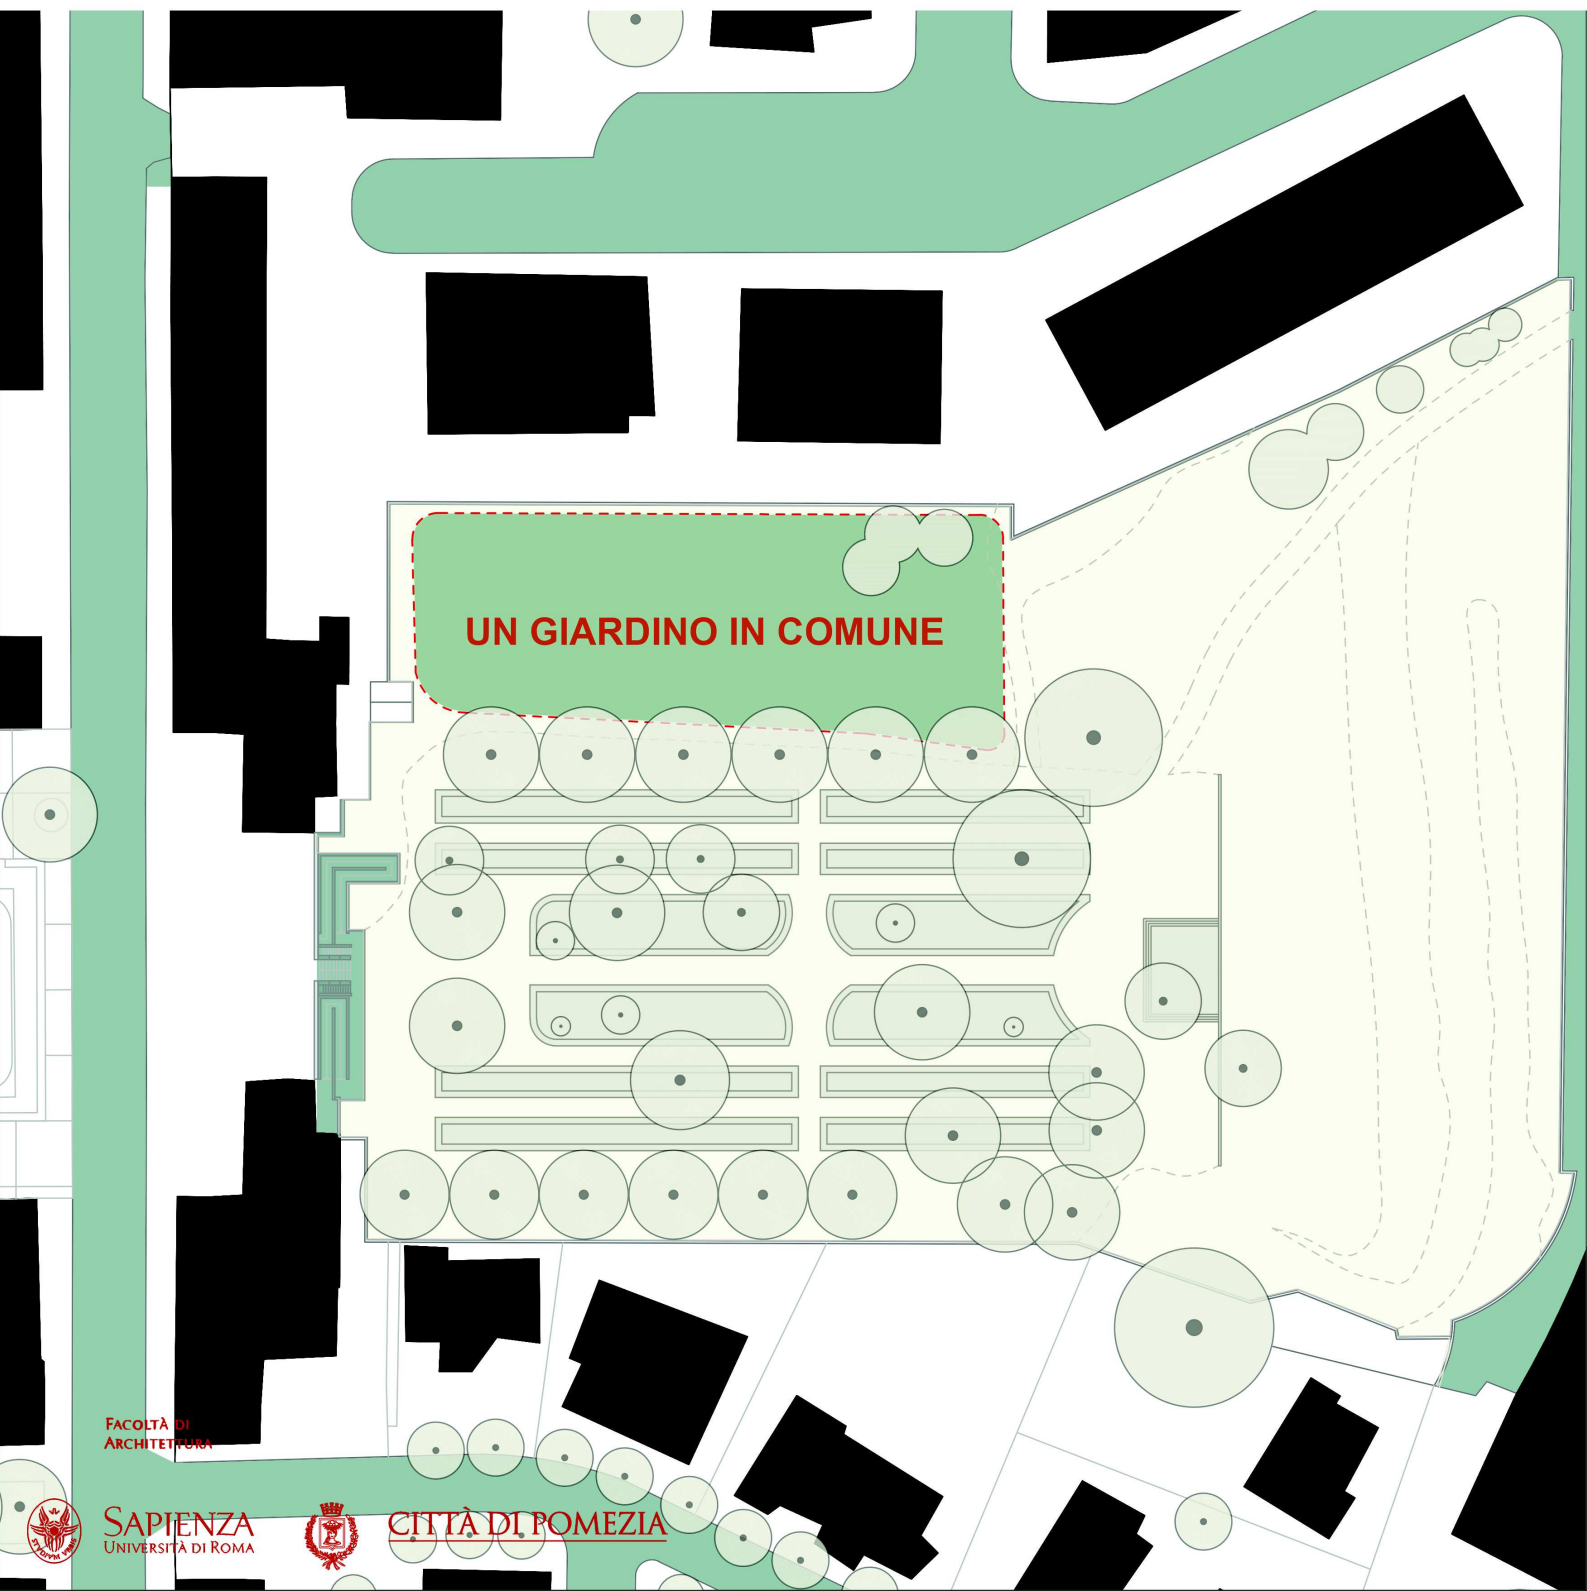 UN GIARDINO IN COMUNE
FACOLTÀ DI
ARCHITETTURA
SAPIENZA
UNIVERSITÀ DI ROMA
CITTÀ DI POMEZIA